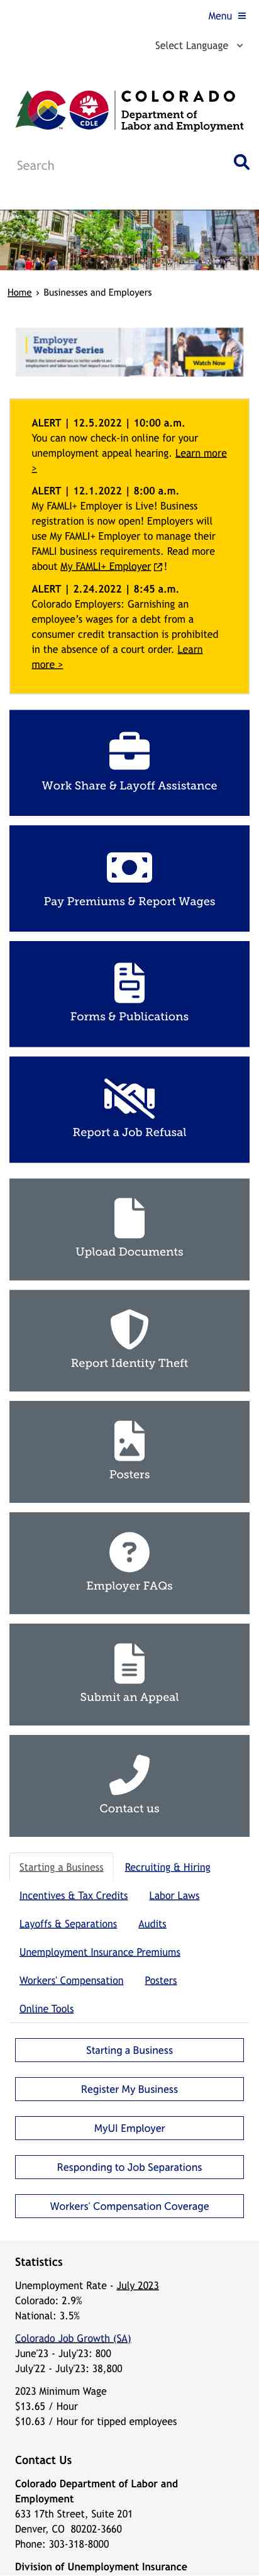 Menu
Select Language
C
CDLE
COLORADO
Department of
Labor and Employment
Search
Home › Businesses and Employers
Employer
Webinar Series
Watch Now
ALERT | 12.5.2022 | 10:00 a.m.
You can now check-in online for your
unemployment appeal hearing. Learn more
>
ALERT | 12.1.2022 | 8:00 a.m.
My FAMLI+ Employer is Live! Business
registration is now open! Employers will
use My FAMLI+ Employer to manage their
FAMLI business requirements. Read more
about My FAMLI+ Employer !
ALERT | 2.24.2022 | 8:45 a.m.
Colorado Employers: Garnishing an
employee’s wages for a debt from a
consumer credit transaction is prohibited
in the absence of a court order. Learn
more >
Work Share & Layoff Assistance
Pay Premiums & Report Wages
Forms & Publications
Report a Job Refusal
Upload Documents
Report Identity Theft
Posters
Employer FAQs
Submit an Appeal
Contact us
Starting a Business Recruiting & Hiring
Incentives & Tax Credits Labor Laws
Layoffs & Separations Audits
Unemployment Insurance Premiums
Workers' Compensation Posters
Online Tools
Starting a Business
Register My Business
MyUI Employer
Responding to Job Separations
Workers' Compensation Coverage
Statistics
Unemployment Rate - July 2023
Colorado: 2.9%
National: 3.5%
Colorado Job Growth (SA)
June'23 - July'23: 800
July'22 - July'23: 38,800
2023 Minimum Wage
$13.65 / Hour
$10.63 / Hour for tipped employees
Contact Us
Colorado Department of Labor and
Employment
633 17th Street, Suite 201
Denver, CO 80202-3660
Phone: 303-318-8000
Division of Unemployment Insurance